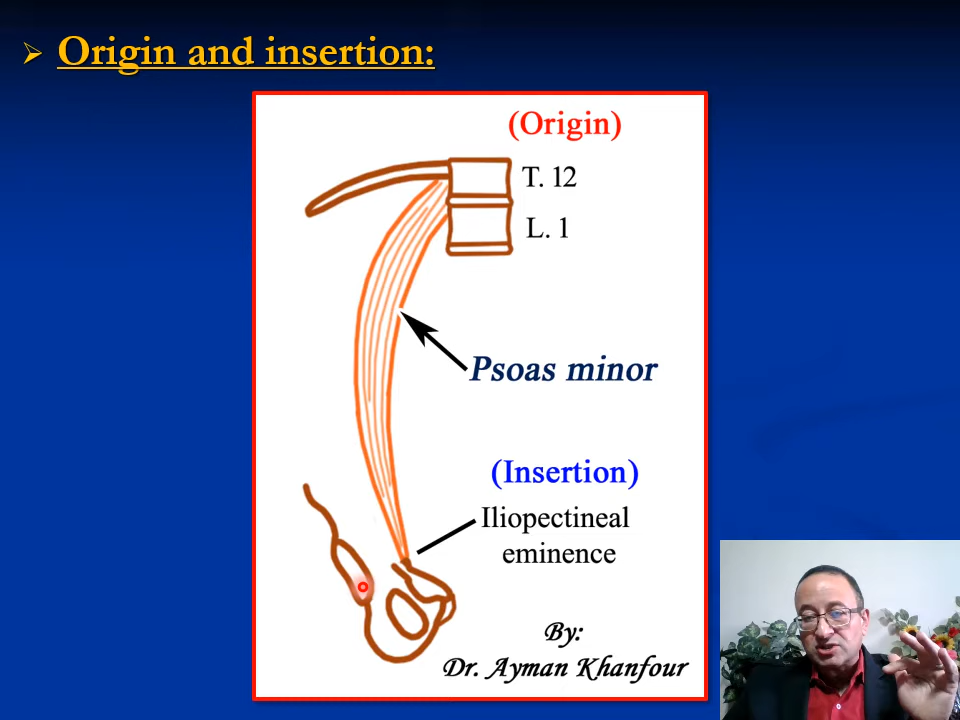 Origin and insertion:
(Origin)
T. 12
L. 1
Psoas minor
(Insertion)
Iliopectineal
eminence
By:
Dr. Ayman Khanfour